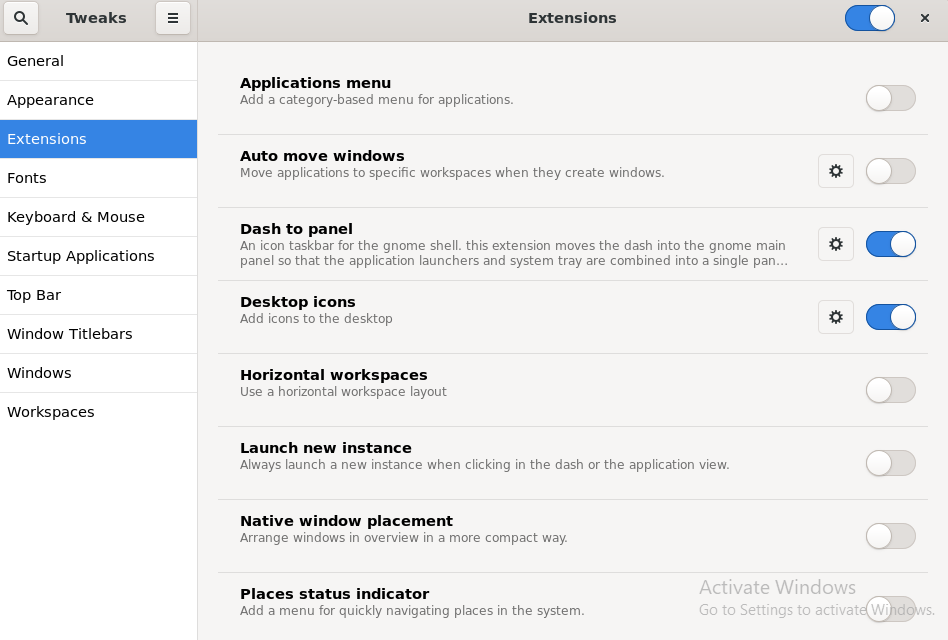 Tweaks
Extensions
General
Appearance
Extensions
Fonts
Keyboard & Mouse
Startup Applications
Top Bar
Window Titlebars
Windows
Workspaces
Applications menu
Add a category-based menu for applications.
Auto move windows
Move applications to specific workspaces when they create windows.
Dash to panel
An icon taskbar for the gnome shell. this extension moves the dash into the gnome main
panel so that the application launchers and system tray are combined into a single pan...
Desktop icons
Add icons to the desktop
Horizontal workspaces
Use a horizontal workspace layout
Launch new instance
Always launch a new instance when clicking in the dash or the application view.
Native window placement
Arrange windows in overview in a more compact way.
Places status indicator
Add a menu for quickly navigating places in the system.
Activate Windows
Go to Settings to activate Windows.